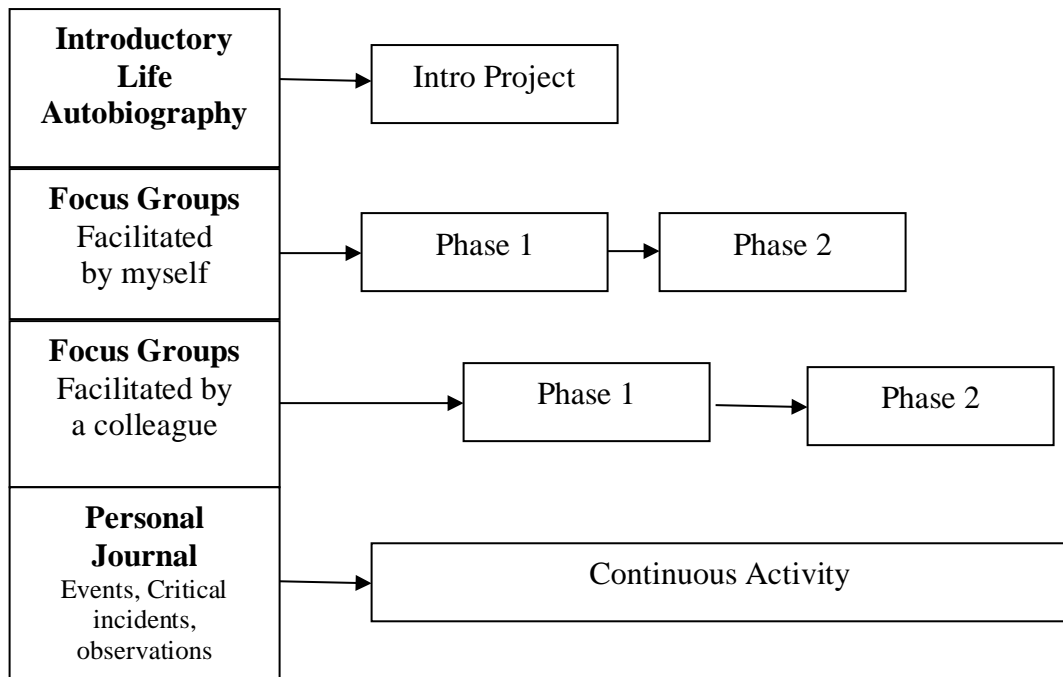 Introductory
Life
Autobiography
Intro Project
Focus Groups
Facilitated
by myself
Phase 1
Phase 2
Focus Groups
Facilitated by
a colleague
Phase 1
Phase 2
Personal
Journal
Events, Critical
incidents,
observations
Continuous Activity